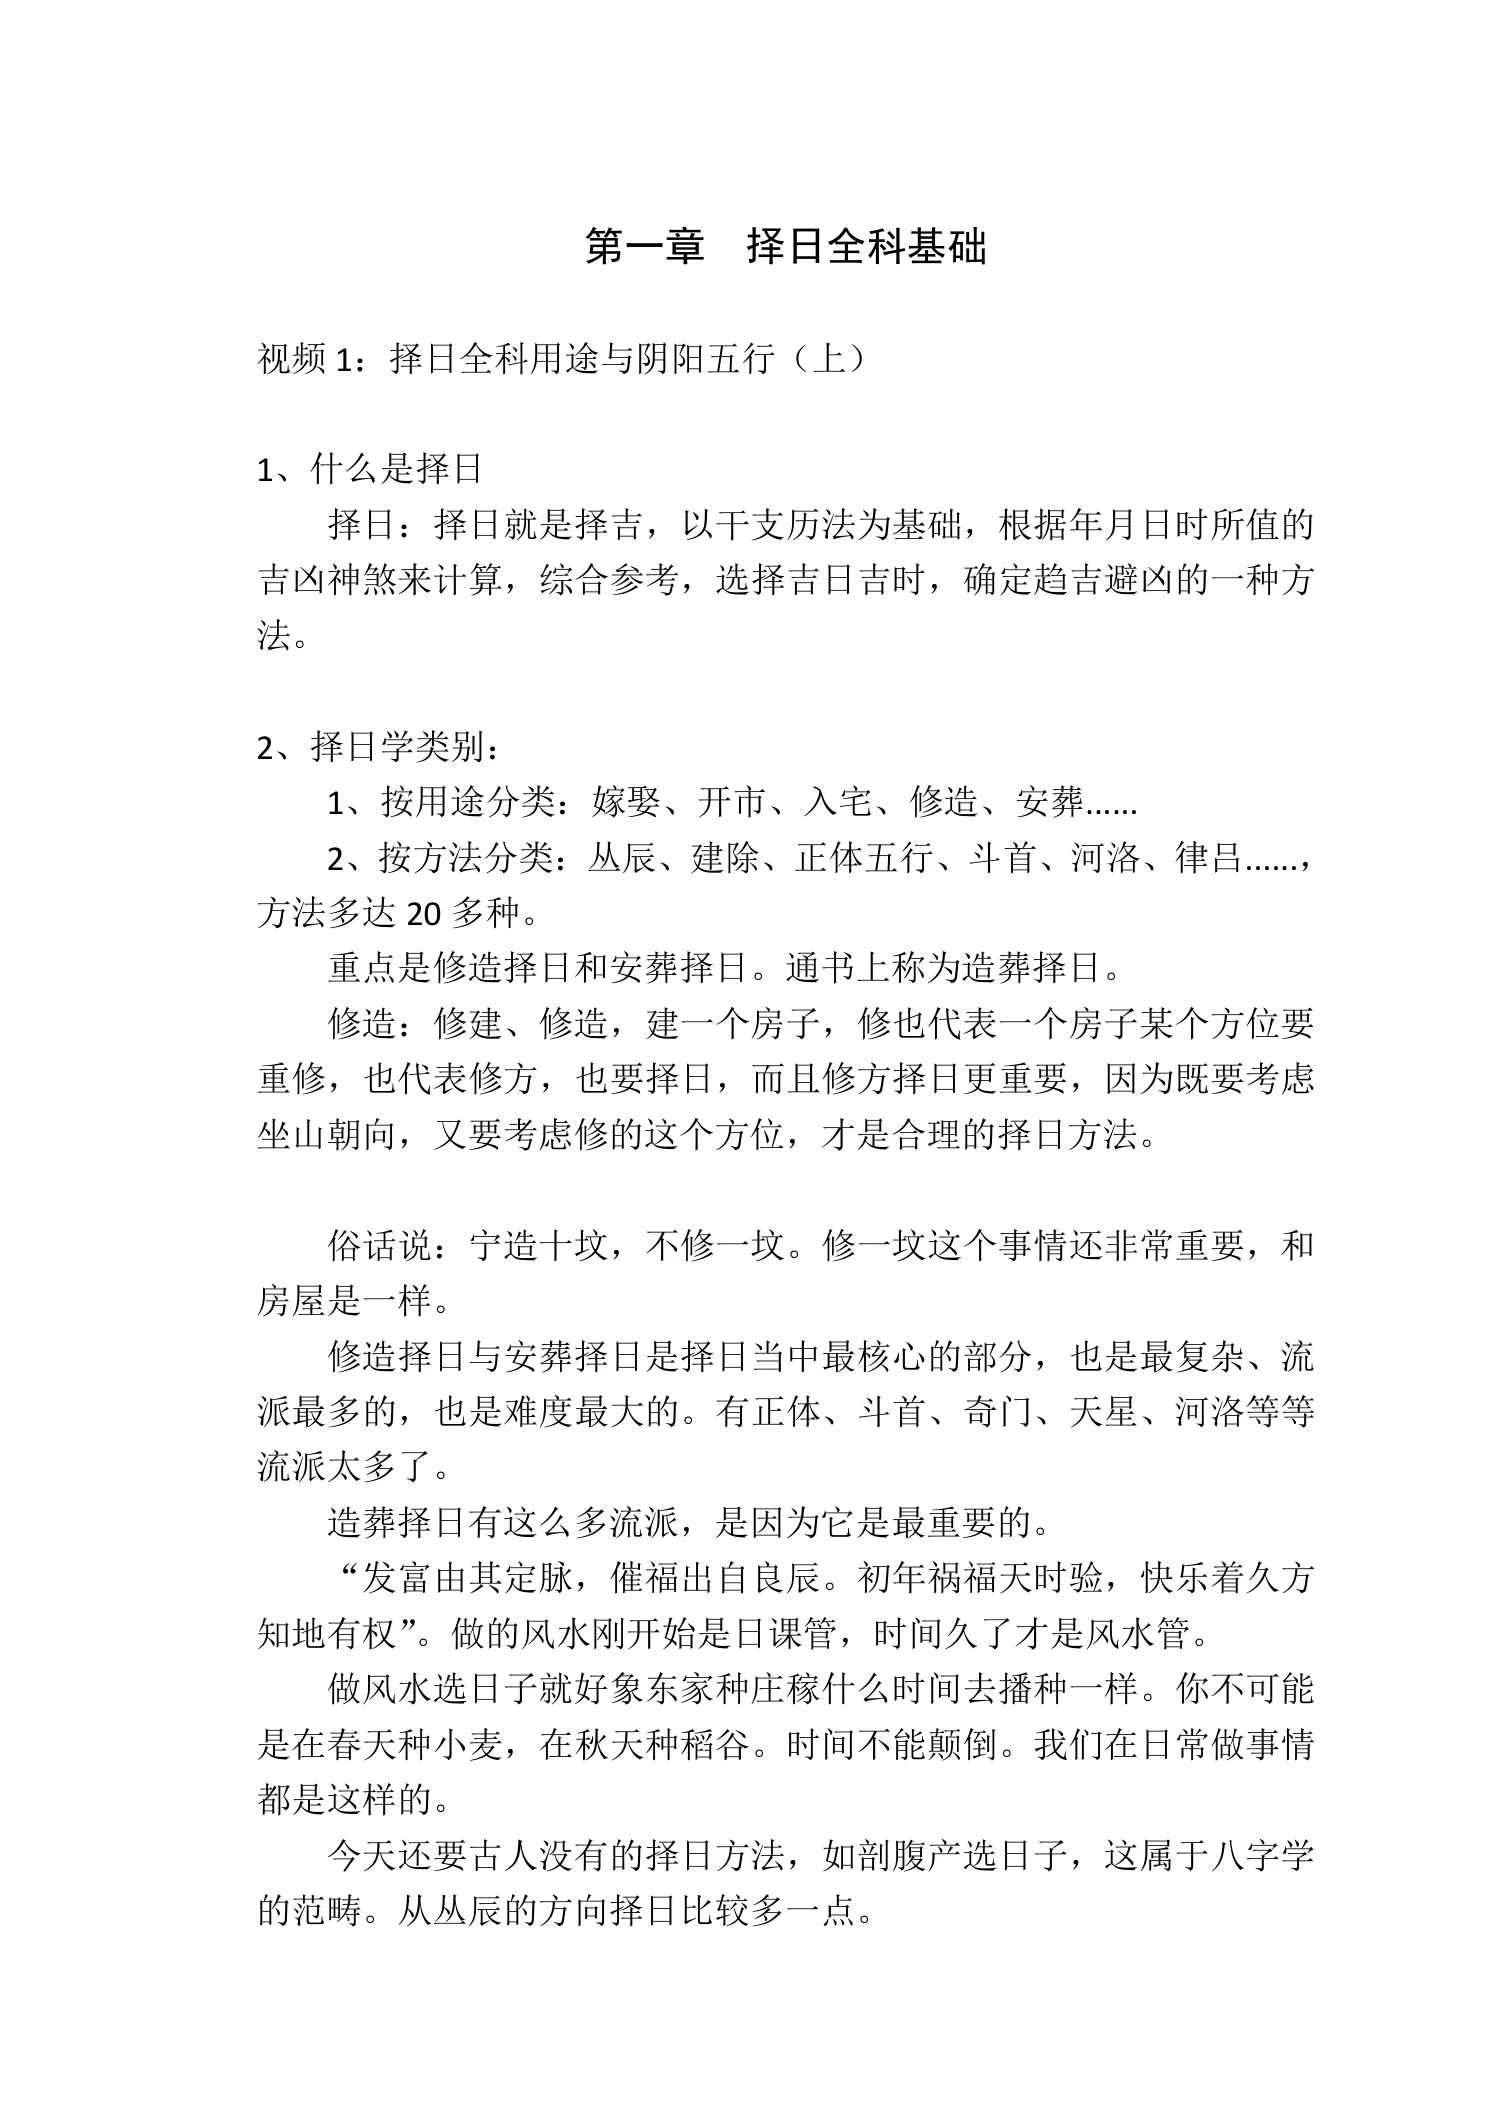 第一章　择日全科基础
视频 1：择日全科用途与阴阳五行（上）
1、什么是择日
择日：择日就是择吉，以干支历法为基础，根据年月日时所值的
吉凶神煞来计算，综合参考，选择吉日吉时，确定趋吉避凶的一种方
法。
2、择日学类别：
1、按用途分类：嫁娶、开市、入宅、修造、安葬……
2、按方法分类：丛辰、建除、正体五行、斗首、河洛、律吕……，
方法多达 20 多种。
重点是修造择日和安葬择日。通书上称为造葬择日。
修造：修建、修造，建一个房子，修也代表一个房子某个方位要
重修，也代表修方，也要择日，而且修方择日更重要，因为既要考虑
坐山朝向，又要考虑修的这个方位，才是合理的择日方法。
俗话说：宁造十坟，不修一坟。修一坟这个事情还非常重要，和
房屋是一样。
修造择日与安葬择日是择日当中最核心的部分，也是最复杂、流
派最多的，也是难度最大的。有正体、斗首、奇门、天星、河洛等等
流派太多了。
造葬择日有这么多流派，是因为它是最重要的。
“发富由其定脉，催福出自良辰。初年祸福天时验，快乐着久方
知地有权”。做的风水刚开始是日课管，时间久了才是风水管。
做风水选日子就好象东家种庄稼什么时间去播种一样。你不可能
是在春天种小麦，在秋天种稻谷。时间不能颠倒。我们在日常做事情
都是这样的。
今天还要古人没有的择日方法，如剖腹产选日子，这属于八字学
的范畴。从丛辰的方向择日比较多一点。